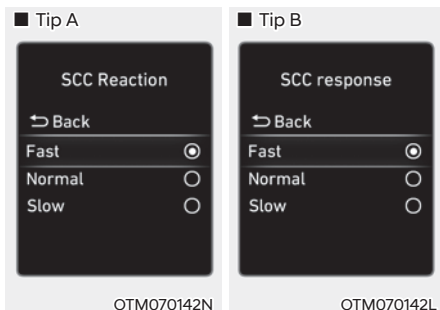 ■ Tip A
SCC Reaction
Back
Fast
Normal
Slow
OTM070142N
■ Tip B
SCC response
Back
Fast
Normal
Slow
OTM070142L